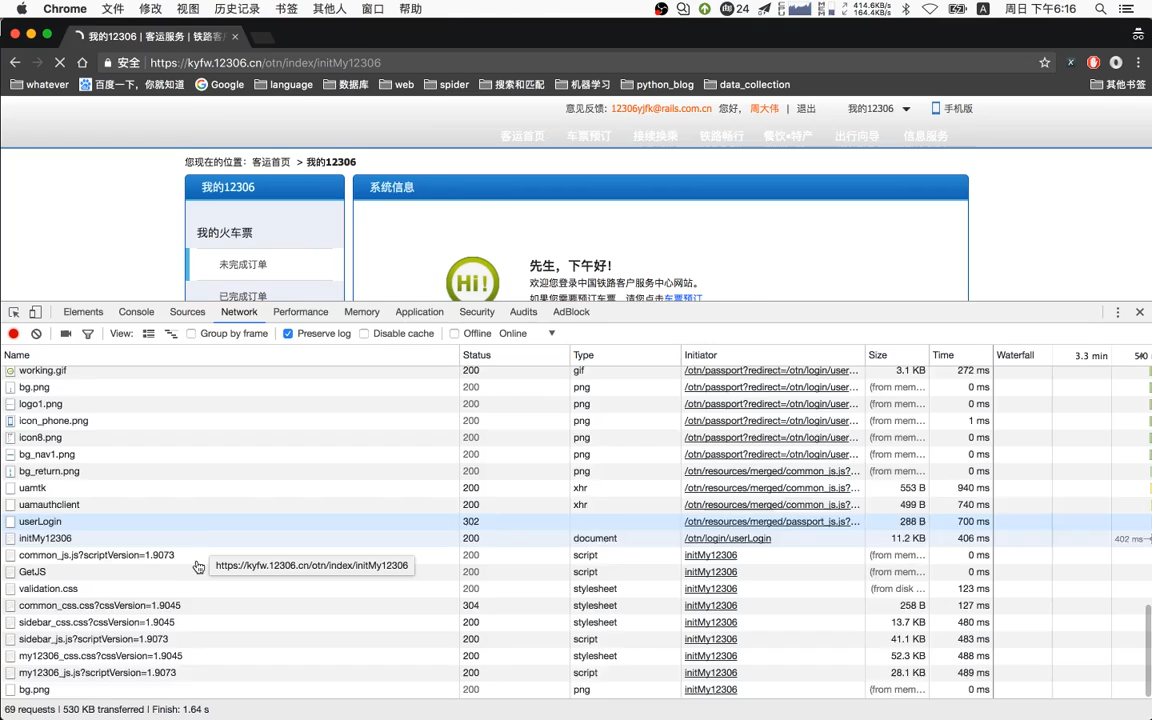 Chrome 文件 修改 视图 历史记录 书签 其他人 窗口 帮助 24 414.6KB/s 164.4KB/s 周日 下午6:16
我的12306 | 客运服务 | 铁路客户
安全 https://kyfw.12306.cn/otn/index/initMy12306
whatever 百度一下，你就知道 Google language 数据库 web spider 搜索和匹配 机器学习 python_blog data_collection 其他书签
意见反馈: 12306yjfk@rails.com.cn 您好, 周大伟 | 退出 我的12306 手机版
客运首页 车票预订 接续换乘 铁路畅行 餐饮•特产 出行向导 信息服务
您现在的位置: 客运首页 > 我的12306
我的12306 系统信息
我的火车票
未完成订单
已完成订单
Hi!
先生，下午好!
欢迎您登录中国铁路客户服务中心网站。
如果您需要预订车票，请您点击车票预订
Elements Console Sources Network Performance Memory Application Security Audits AdBlock
View: Group by frame Preserve log Disable cache Offline Online
Name Status Type Initiator Size Time Waterfall 3.3 min
working.gif 200 gif /otn/passport?redirect=/otn/login/user... 3.1 KB 272 ms
bg.png 200 png /otn/passport?redirect=/otn/login/user... (from mem... 0 ms
logo1.png 200 png /otn/passport?redirect=/otn/login/user... (from mem... 0 ms
icon_phone.png 200 png /otn/passport?redirect=/otn/login/user... (from mem... 1 ms
icon8.png 200 png /otn/passport?redirect=/otn/login/user... (from mem... 0 ms
bg_nav1.png 200 png /otn/passport?redirect=/otn/login/user... (from mem... 0 ms
bg_return.png 200 png /otn/resources/merged/common_js.js?... (from mem... 0 ms
uamtk 200 xhr /otn/resources/merged/common_js.js?... 553 B 940 ms
uamauthclient 200 xhr /otn/resources/merged/common_js.js?... 499 B 740 ms
userLogin 302 /otn/resources/merged/passport_js.js?... 288 B 700 ms
initMy12306 200 document /otn/login/userLogin 11.2 KB 406 ms 402 ms
common_js.js?scriptVersion=1.9073 200 script initMy12306 (from mem... 0 ms
https://kyfw.12306.cn/otn/index/initMy12306
GetJS 200 script initMy12306 (from mem... 0 ms
validation.css 200 stylesheet initMy12306 (from disk ... 123 ms
common_css.css?cssVersion=1.9045 304 stylesheet initMy12306 258 B 127 ms
sidebar_css.css?cssVersion=1.9045 200 stylesheet initMy12306 13.7 KB 480 ms
sidebar_js.js?scriptVersion=1.9073 200 script initMy12306 41.1 KB 483 ms
my12306_css.css?cssVersion=1.9045 200 stylesheet initMy12306 52.3 KB 488 ms
my12306_js.js?scriptVersion=1.9073 200 script initMy12306 28.1 KB 489 ms
bg.png 200 png initMy12306 (from mem... 0 ms
69 requests | 530 KB transferred | Finish: 1.64 s